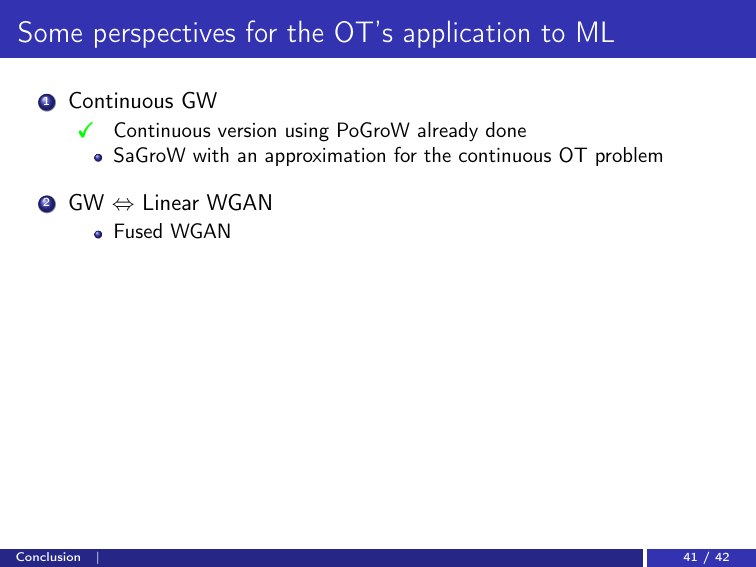 Some perspectives for the OT's application to ML
1 Continuous GW
✓ Continuous version using PoGroW already done
• SaGroW with an approximation for the continuous OT problem
2 GW ⇔ Linear WGAN
• Fused WGAN
Conclusion | 41 / 42